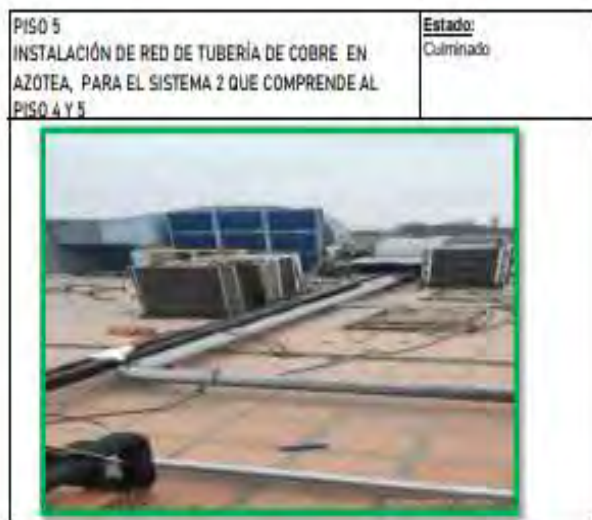 PISO 5
INSTALACIÓN DE RED DE TUBERÍA DE COBRE EN
AZOTEA, PARA EL SISTEMA 2 QUE COMPRENDE AL
PISO 4 Y 5
Estado:
Culminado